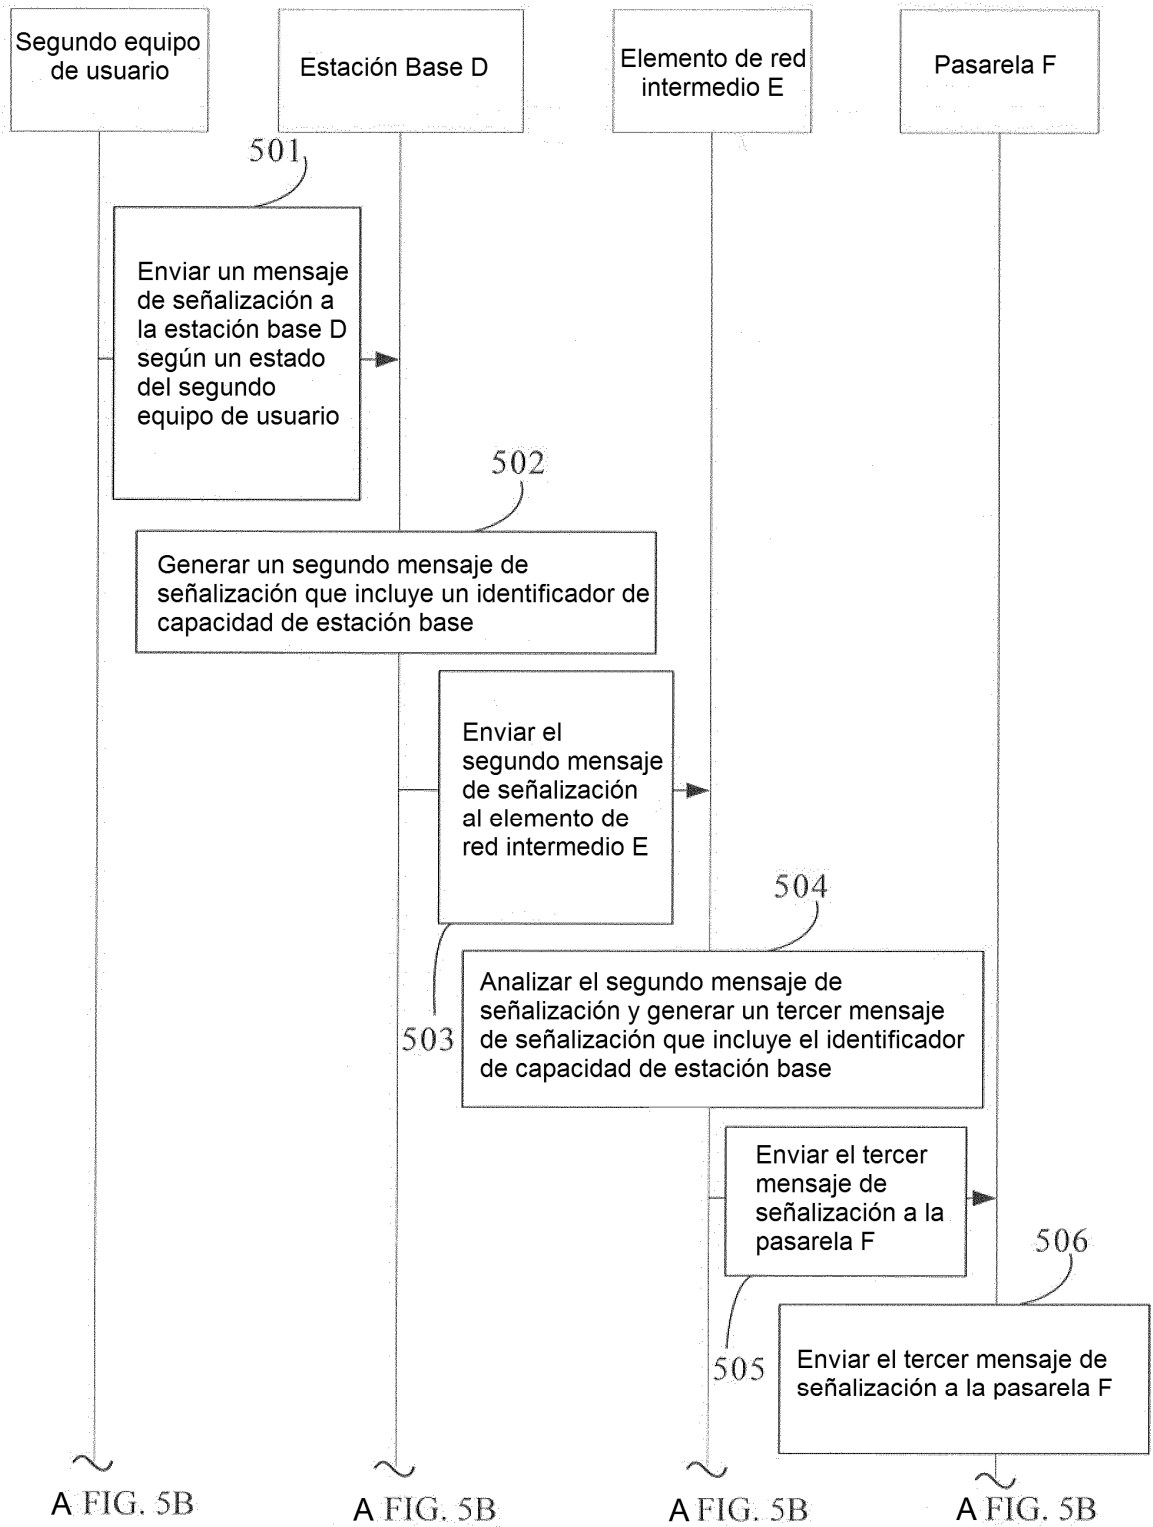 Segundo equipo
de usuario
Estación Base D
Elemento de red
intermedio E
Pasarela F
501
Enviar un mensaje
de señalización a
la estación base D
según un estado
del segundo
equipo de usuario
502
Generar un segundo mensaje de
señalización que incluye un identificador de
capacidad de estación base
Enviar el
segundo mensaje
de señalización
al elemento de
red intermedio E
503
504
Analizar el segundo mensaje de
señalización y generar un tercer mensaje
de señalización que incluye el identificador
de capacidad de estación base
Enviar el tercer
mensaje de
señalización a la
pasarela F
505
506
Enviar el tercer mensaje de
señalización a la pasarela F
A FIG. 5B
A FIG. 5B
A FIG. 5B
A FIG. 5B